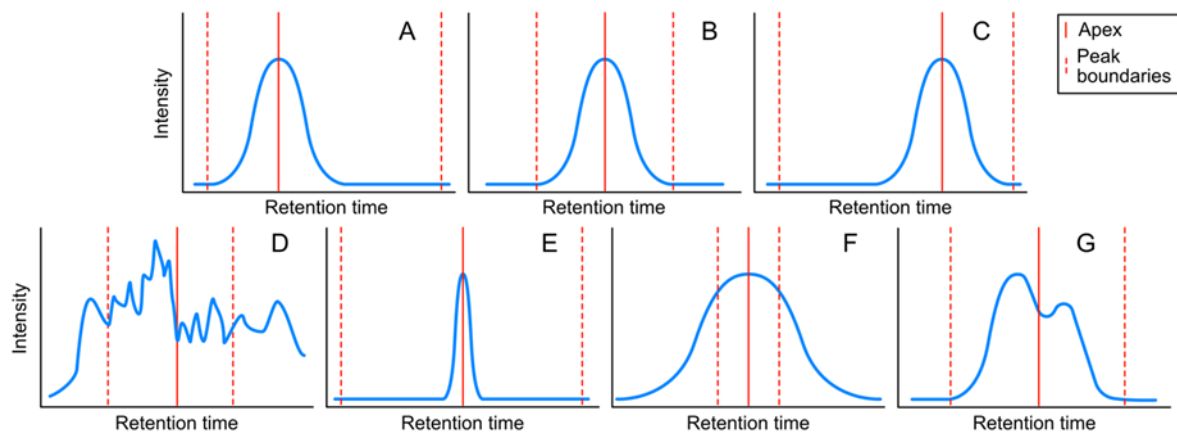 A
B
C
Apex
Peak
boundaries
Intensity
Retention time
Retention time
Retention time
D
E
F
G
Intensity
Retention time
Retention time
Retention time
Retention time